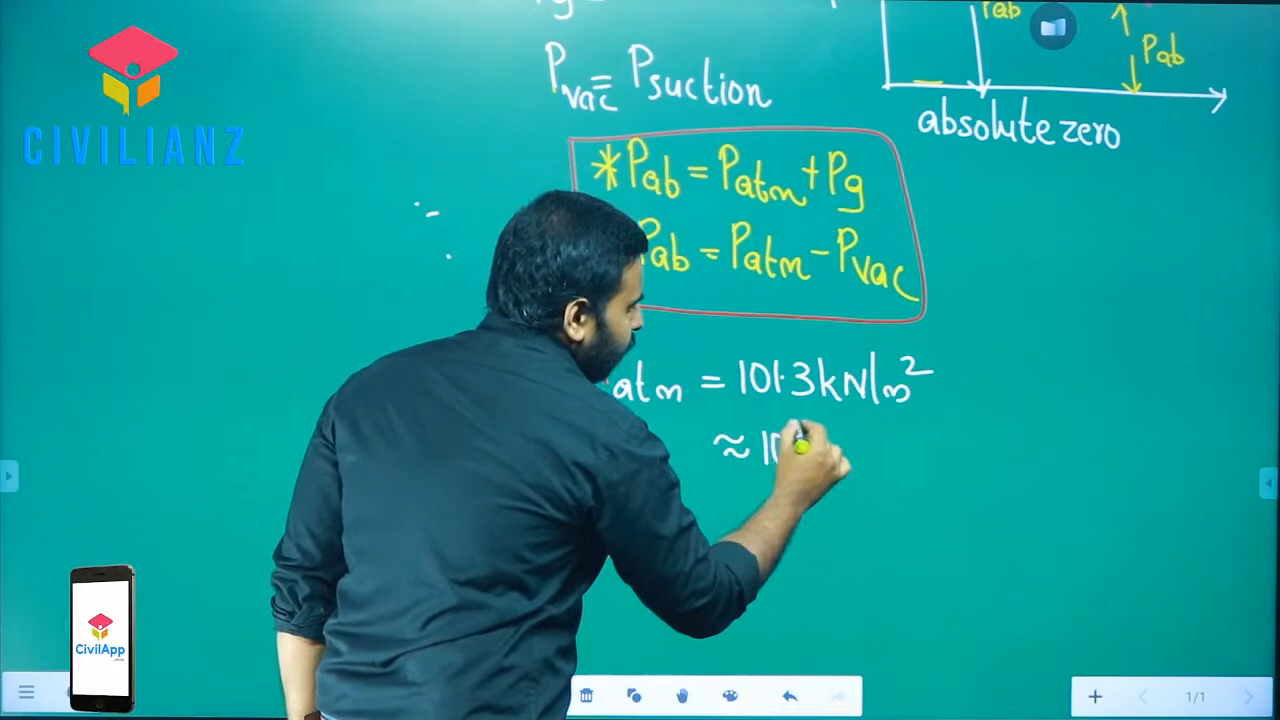 CIVILIANZ
Pvac = Psuction
Pab
absolute zero
*Pab = Patm + Pg
Pab = Patm - Pvac
atm = 101.3 kN/m²
≈ 10
CivilApp
1/1